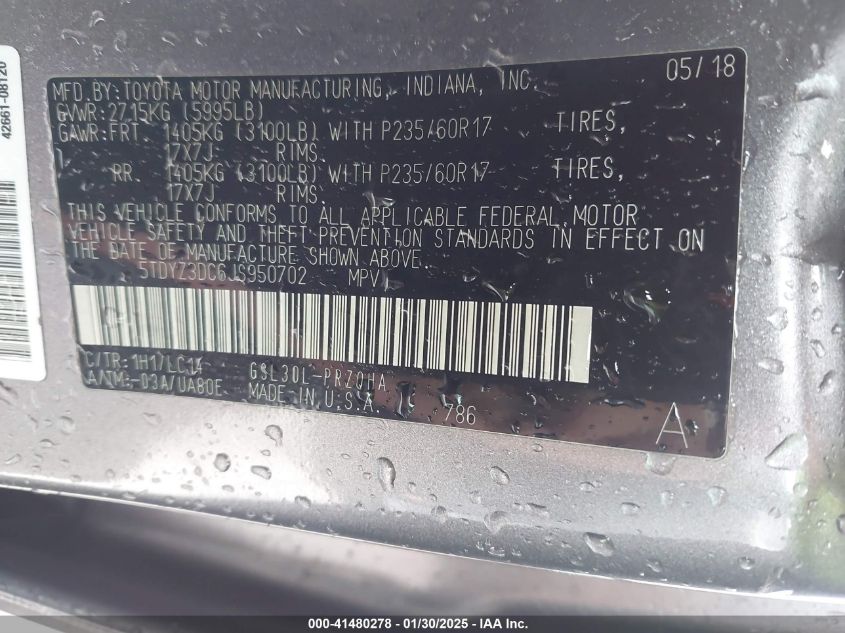 42661-08120
MFD.BY:TOYOTA MOTOR MANUFACTURING, INDIANA, INC. 05/18
GVWR:2715KG (5995LB)
GAWR:FRT. 1405KG (3100LB) WITH P235/60R17 TIRES,
17X7J RIMS.
RR. 1405KG (3100LB) WITH P235/60R17 TIRES,
17X7J RIMS.
THIS VEHICLE CONFORMS TO ALL APPLICABLE FEDERAL MOTOR
VEHICLE SAFETY AND THEFT PREVENTION STANDARDS IN EFFECT ON
THE DATE OF MANUFACTURE SHOWN ABOVE.
5TDYZ3DC6JS950702 MPV
C/TR:1H1/LC14 GSL30L-PRZQHA
A/TM:-03A/UA80E MADE IN U.S.A. 786 A
000-41480278 - 01/30/2025 - IAA Inc.